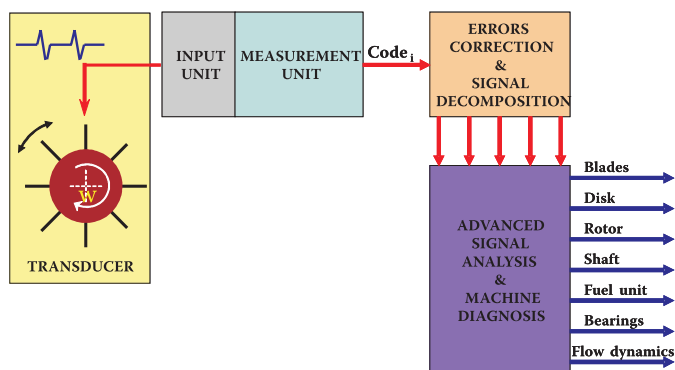 W
TRANSDUCER
INPUT
UNIT
MEASUREMENT
UNIT
Code i
ERRORS
CORRECTION
&
SIGNAL
DECOMPOSITION
ADVANCED
SIGNAL
ANALYSIS
&
MACHINE
DIAGNOSIS
Blades
Disk
Rotor
Shaft
Fuel unit
Bearings
Flow dynamics